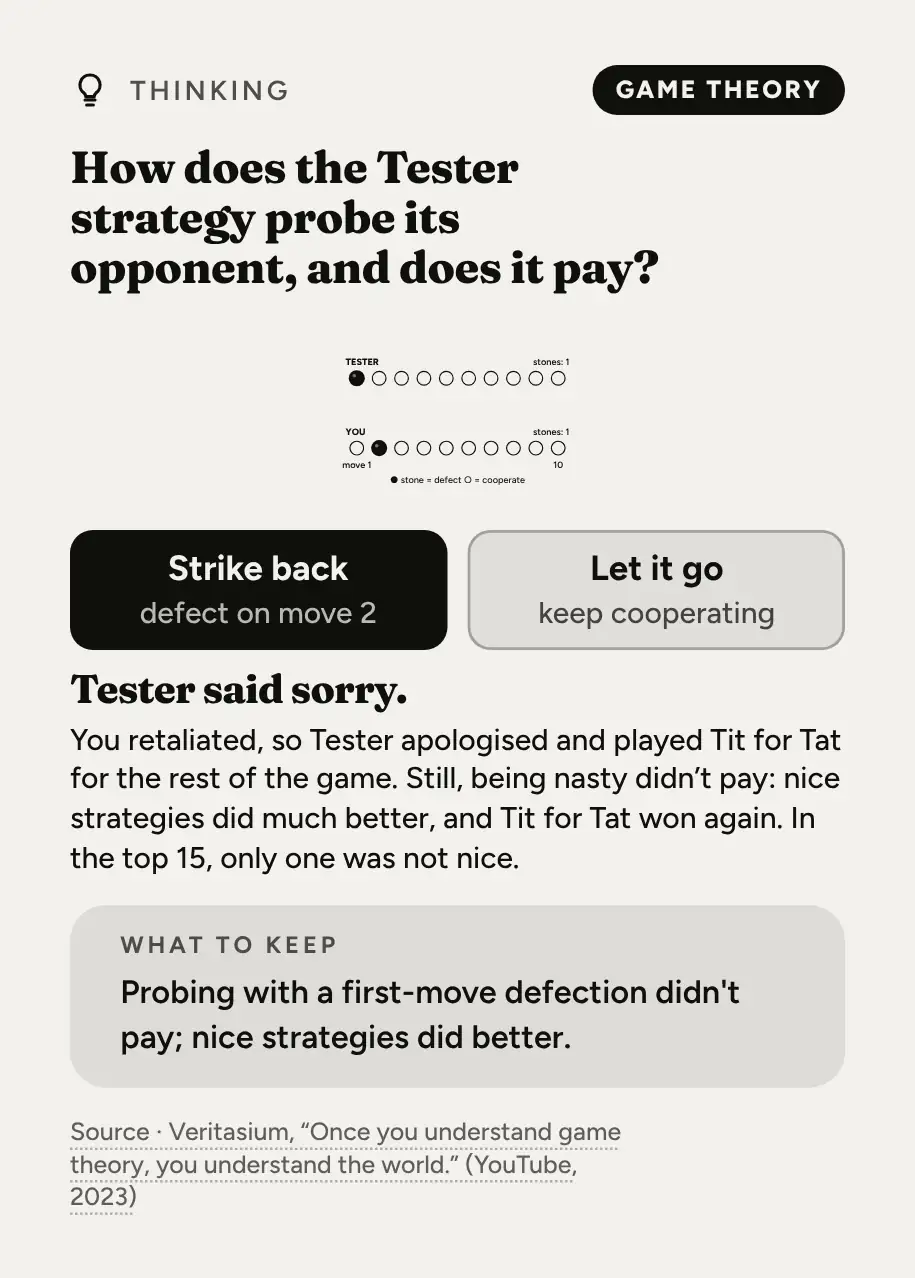 THINKING
GAME THEORY
How does the Tester
strategy probe its
opponent, and does it pay?
TESTER
stones: 1
YOU
stones: 1
move 1
10
stone = defect O = cooperate
Strike back
defect on move 2
Let it go
keep cooperating
Tester said sorry.
You retaliated, so Tester apologised and played Tit for Tat
for the rest of the game. Still, being nasty didn’t pay: nice
strategies did much better, and Tit for Tat won again. In
the top 15, only one was not nice.
WHAT TO KEEP
Probing with a first-move defection didn't
pay; nice strategies did better.
Source · Veritasium, “Once you understand game
theory, you understand the world.” (YouTube,
2023)